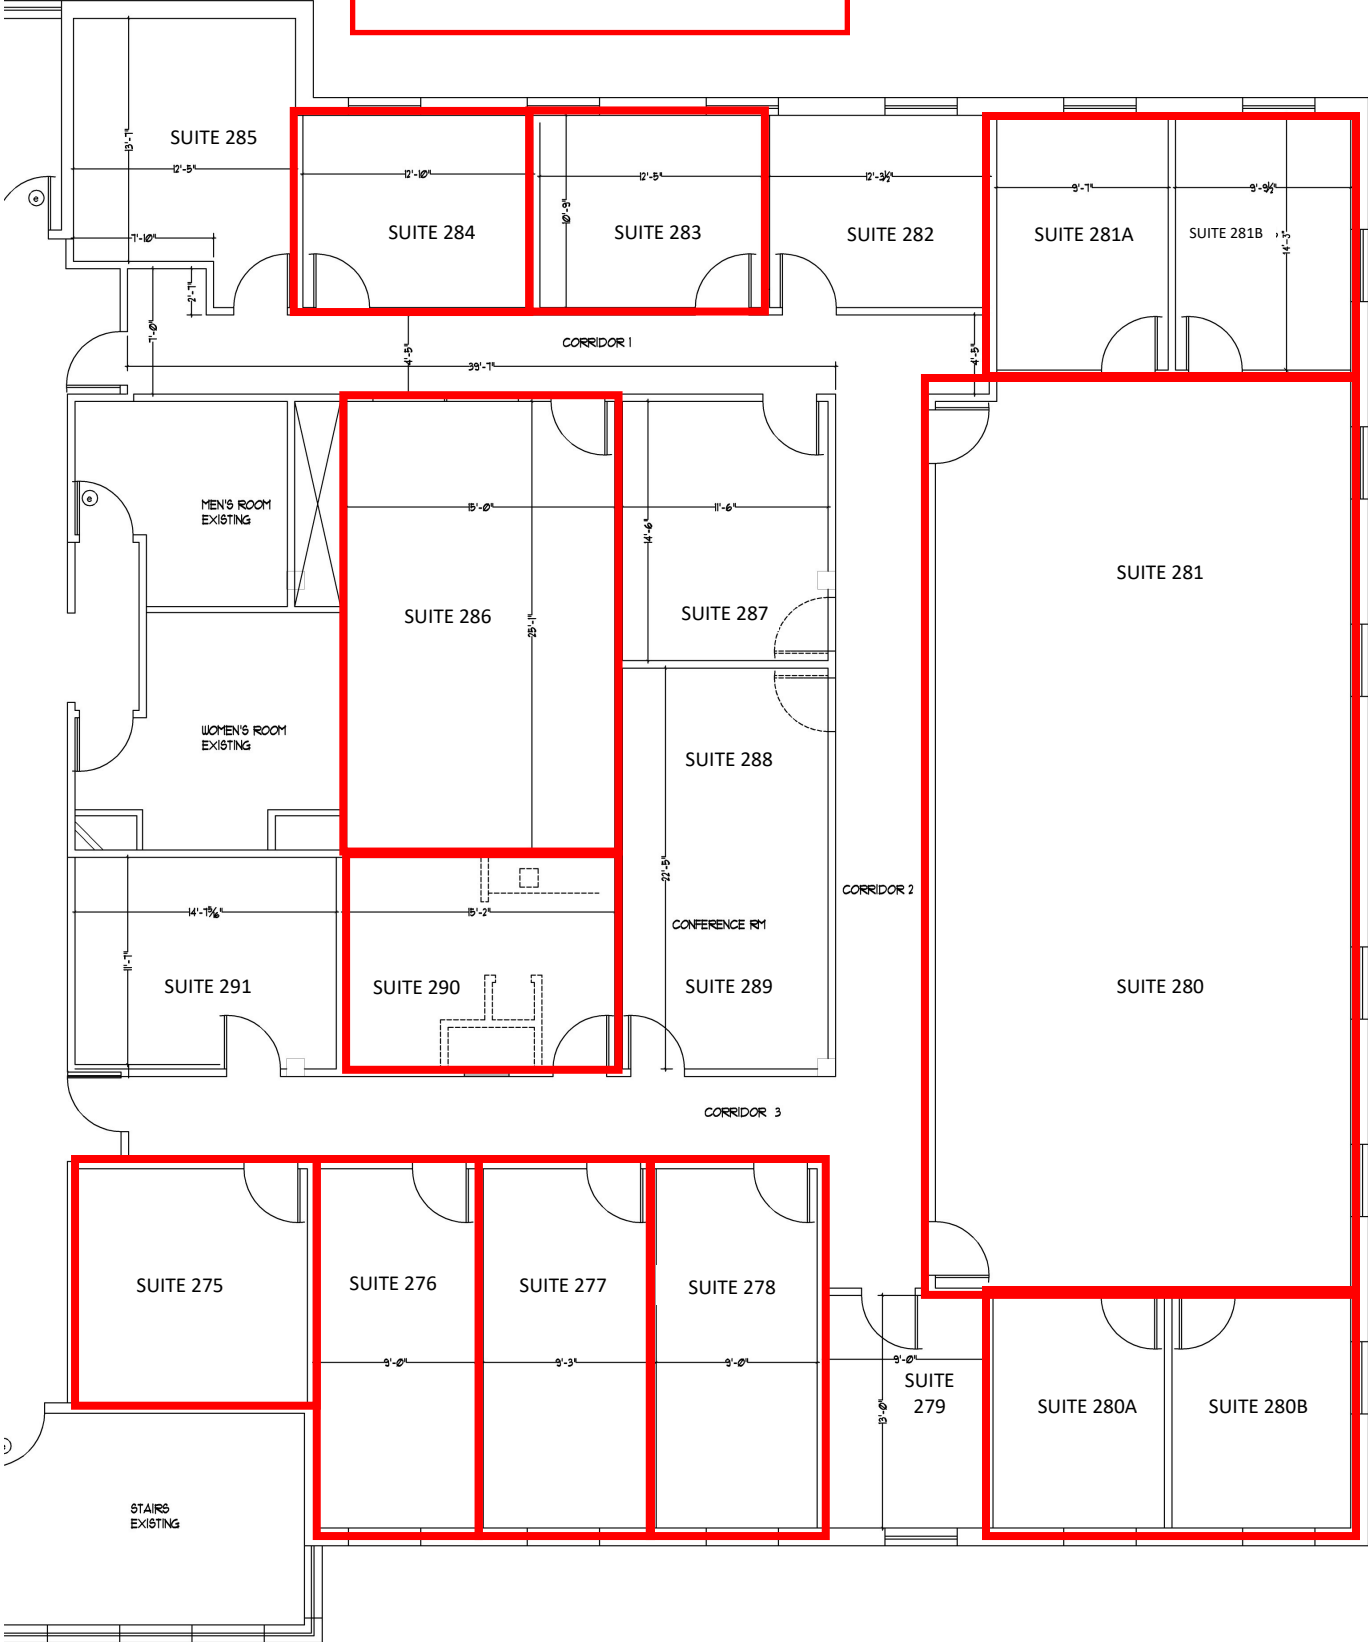 SUITE 285
13'-7"
12'-5"
7'-10"
2'-7"
7'-0"
12'-10"
SUITE 284
12'-5"
10'-9"
SUITE 283
12'-3½"
SUITE 282
9'-7"
SUITE 281A
9'-9½"
SUITE 281B
14'-3"
CORRIDOR 1
4'-5"
39'-7"
4'-5"
MEN'S ROOM
EXISTING
15'-0"
SUITE 286
25'-1"
11'-6"
14'-6"
SUITE 287
SUITE 281
WOMEN'S ROOM
EXISTING
SUITE 288
22'-5"
CORRIDOR 2
CONFERENCE RM
SUITE 289
SUITE 280
14'-7⅝"
11'-7"
SUITE 291
15'-2"
SUITE 290
CORRIDOR 3
SUITE 275
SUITE 276
9'-0"
SUITE 277
9'-3"
SUITE 278
9'-0"
9'-0"
SUITE
279
13'-0"
SUITE 280A
SUITE 280B
STAIRS
EXISTING
e
e